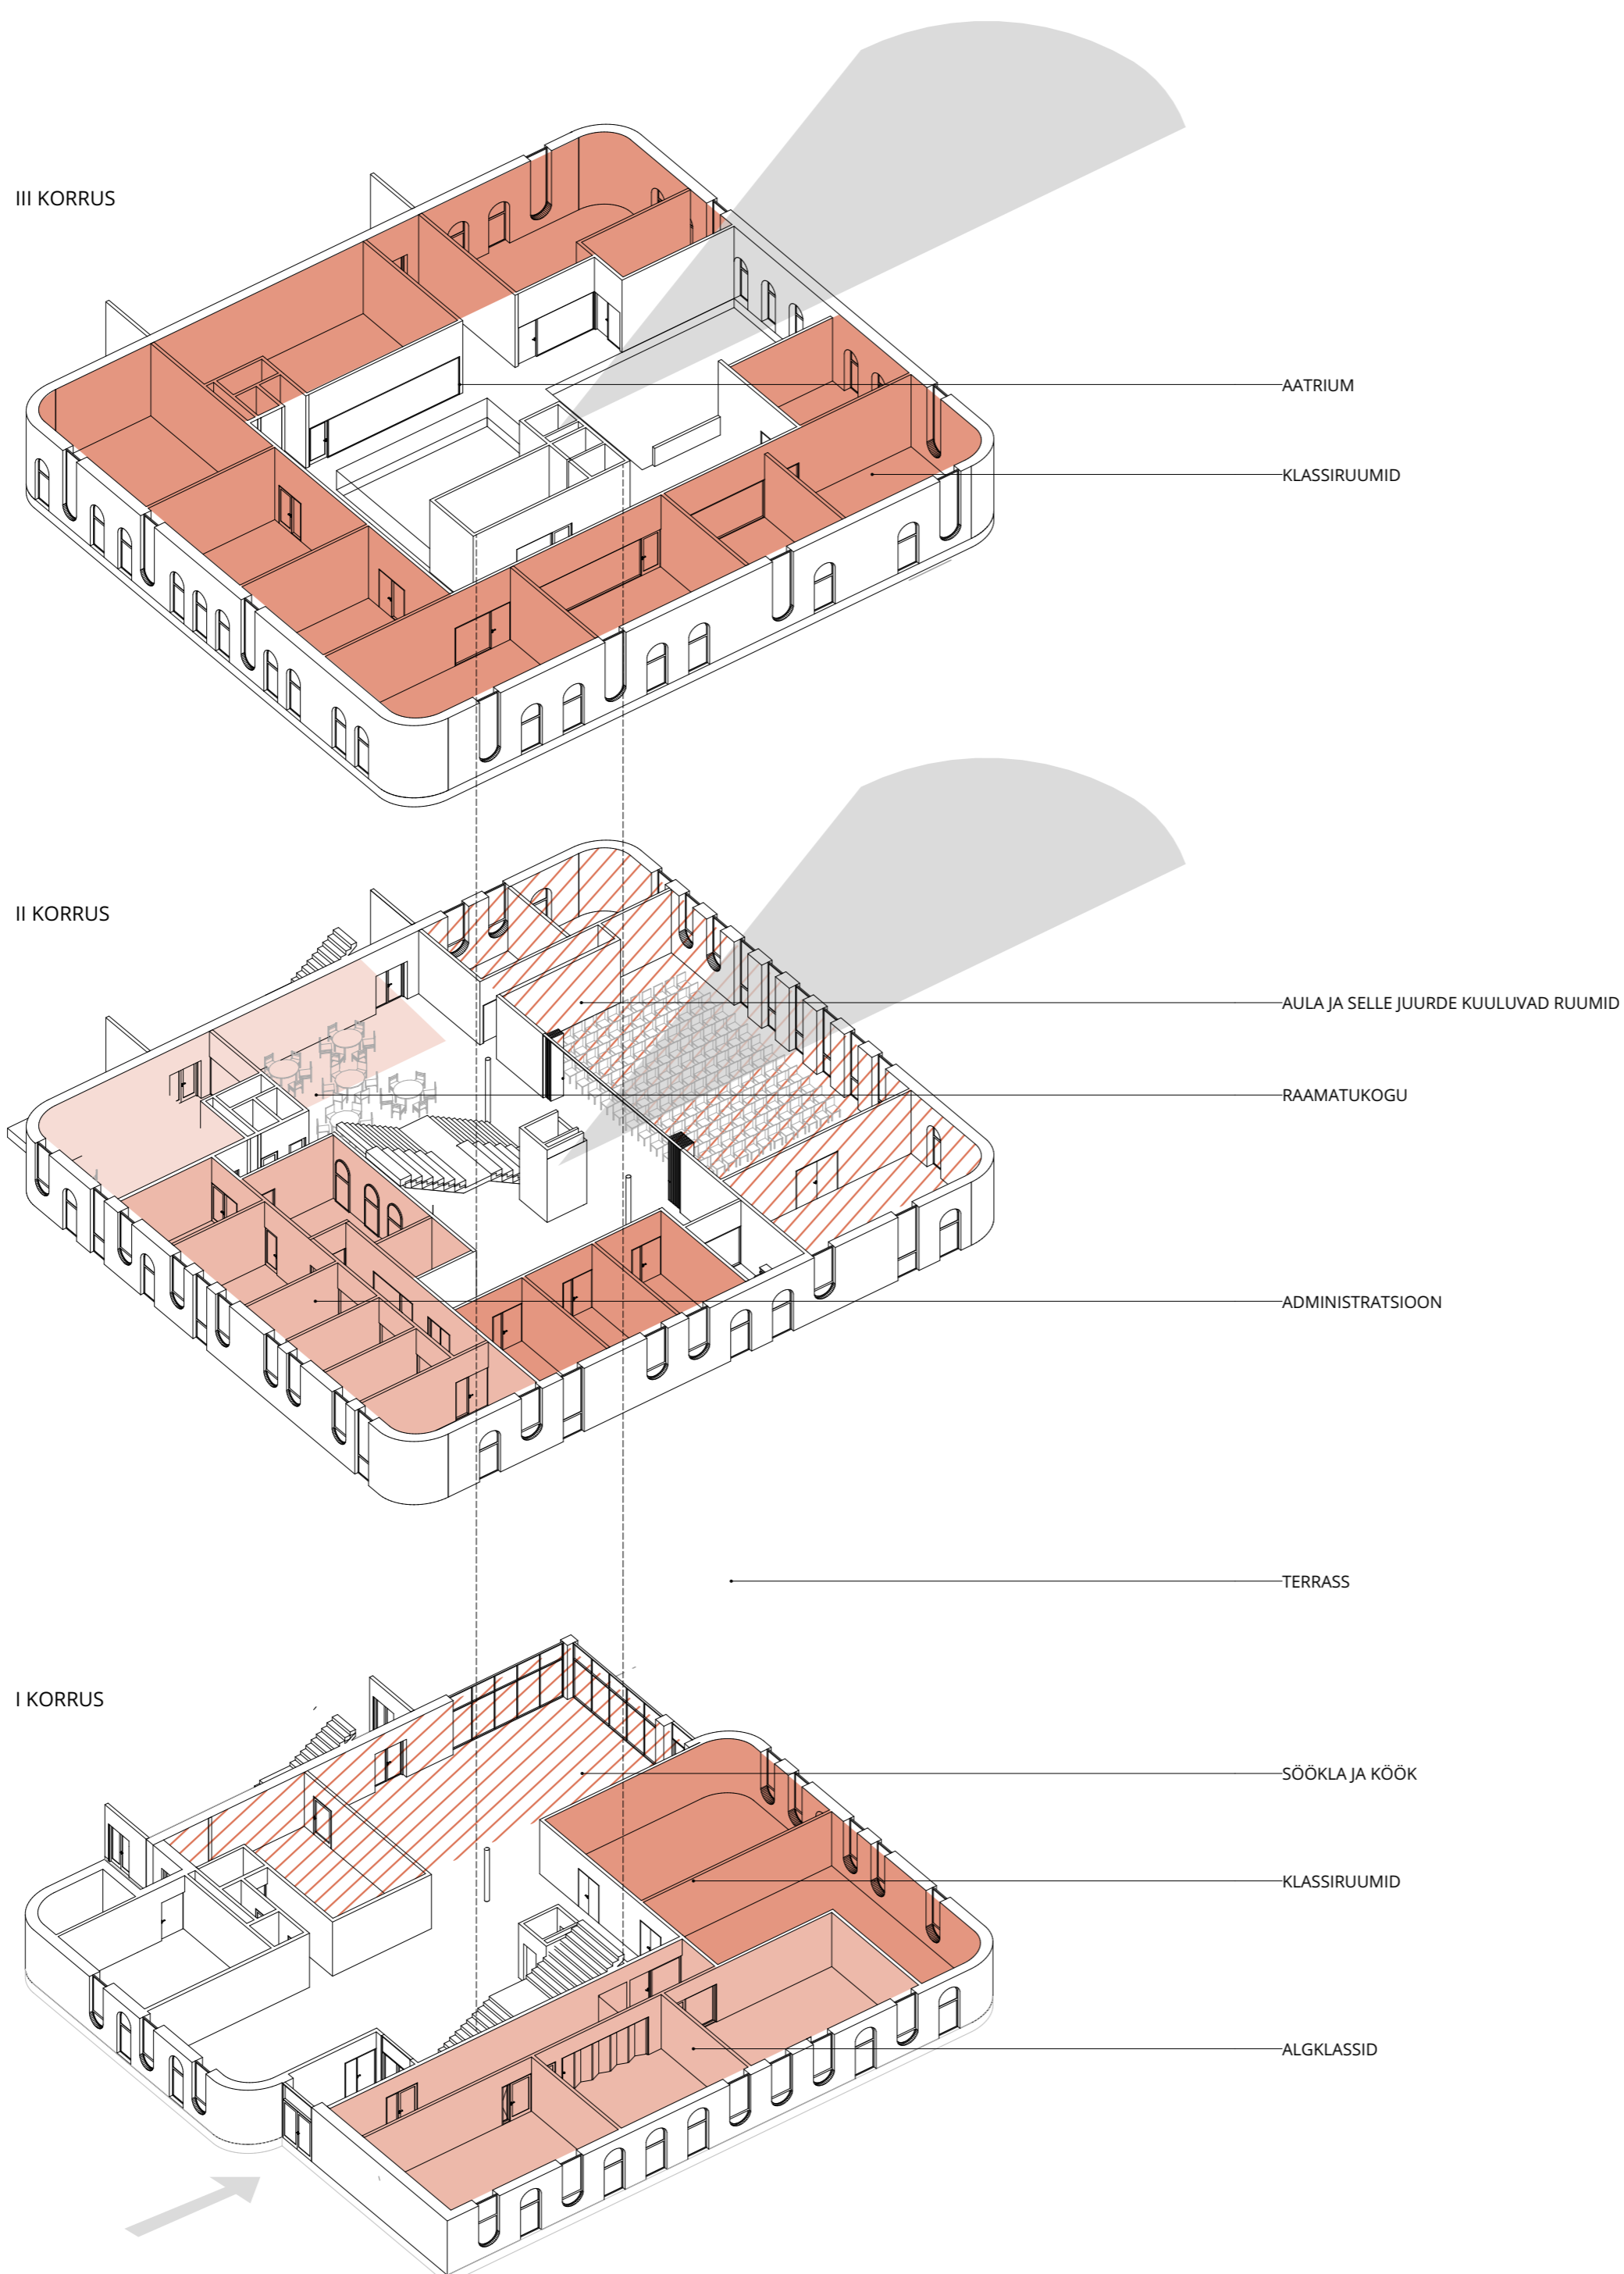 III KORRUS
AATRIUM
KLASSIRUUMID
II KORRUS
AULA JA SELLE JUURDE KUULUVAD RUUMID
RAAMATUKOGU
ADMINISTRATSIOON
TERRASS
I KORRUS
SÖÖKLA JA KÖÖK
KLASSIRUUMID
ALGKLASSID